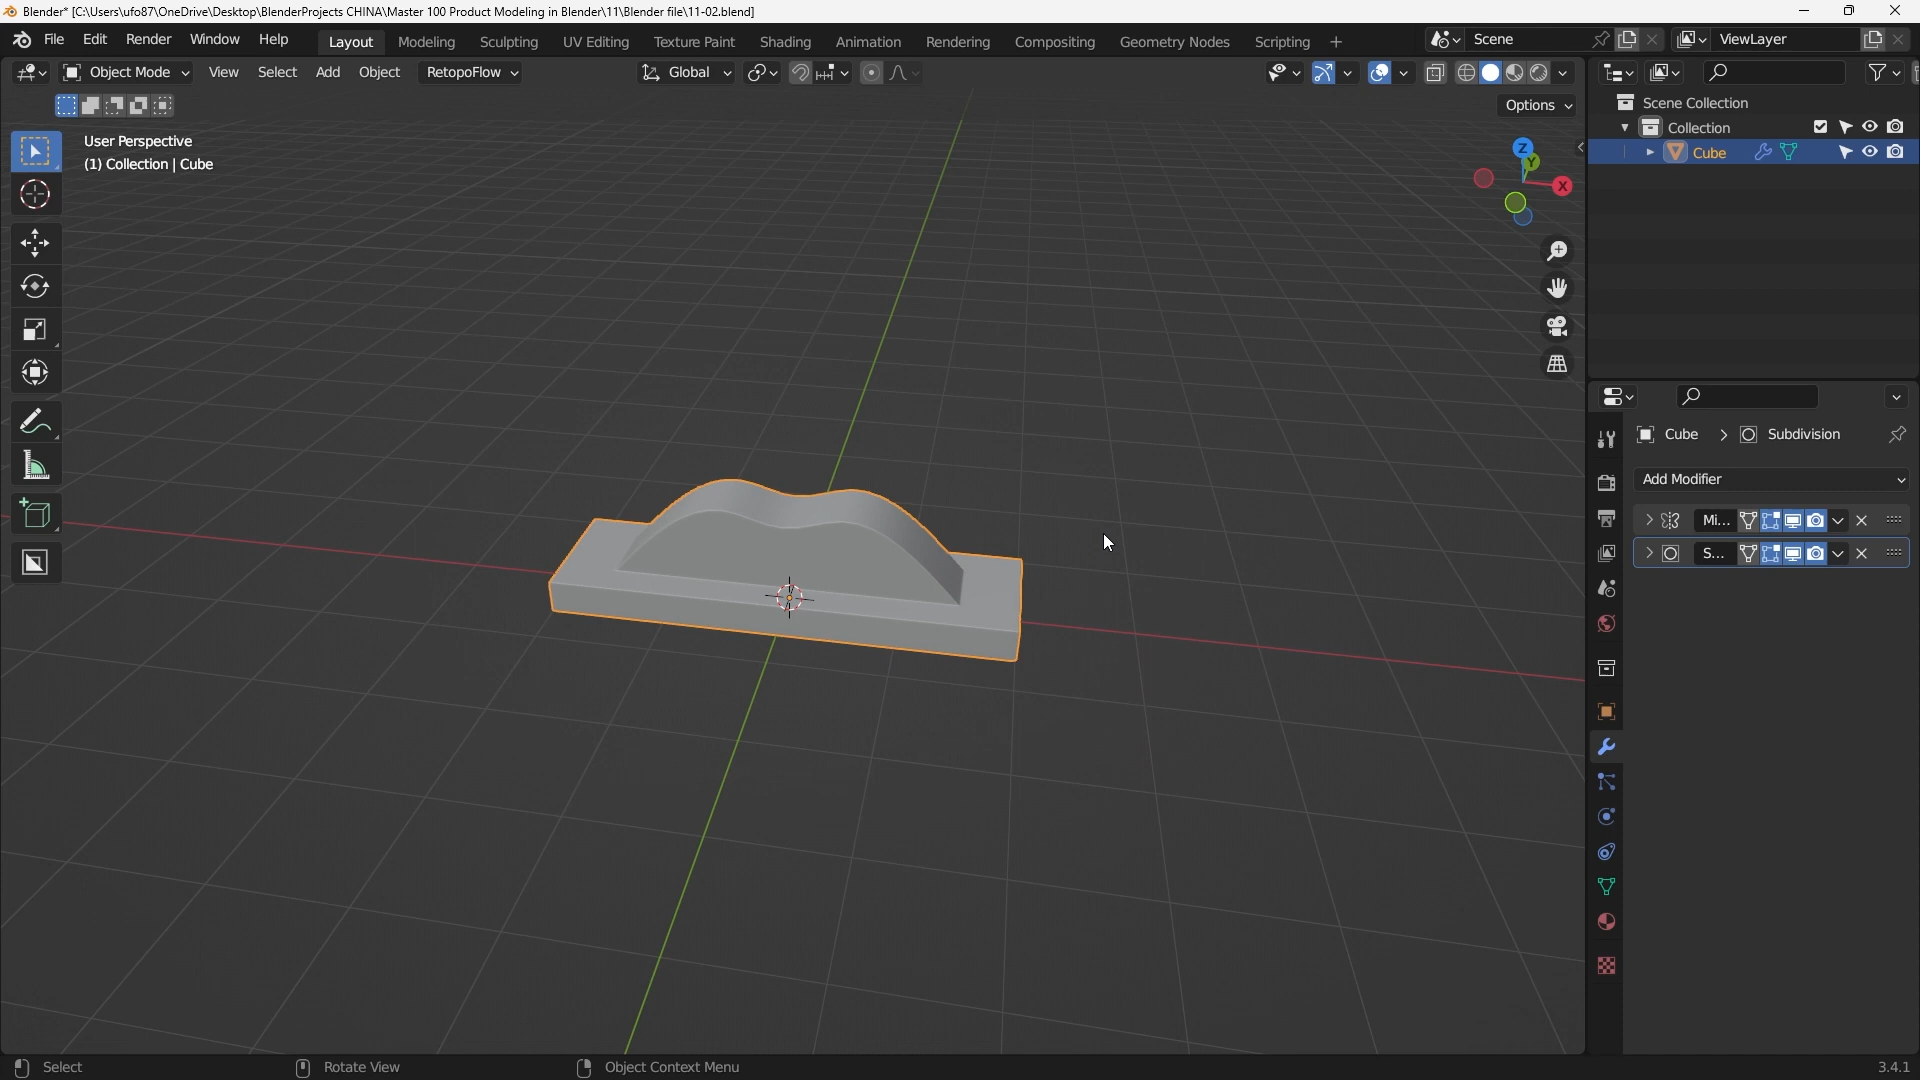 Blender* [C:\Users\ufo87\OneDrive\Desktop\BlenderProjects CHINA\Master 100 Product Modeling in Blender\11\Blender file\11-02.blend]
File Edit Render Window Help Layout Modeling Sculpting UV Editing Texture Paint Shading Animation Rendering Compositing Geometry Nodes Scripting + Scene ViewLayer
Object Mode View Select Add Object RetopoFlow Global
Options
User Perspective
(1) Collection | Cube
Z
Y
X
Scene Collection
Collection
Cube
Cube > Subdivision
Add Modifier
Mi...
S...
Select Rotate View Object Context Menu 3.4.1